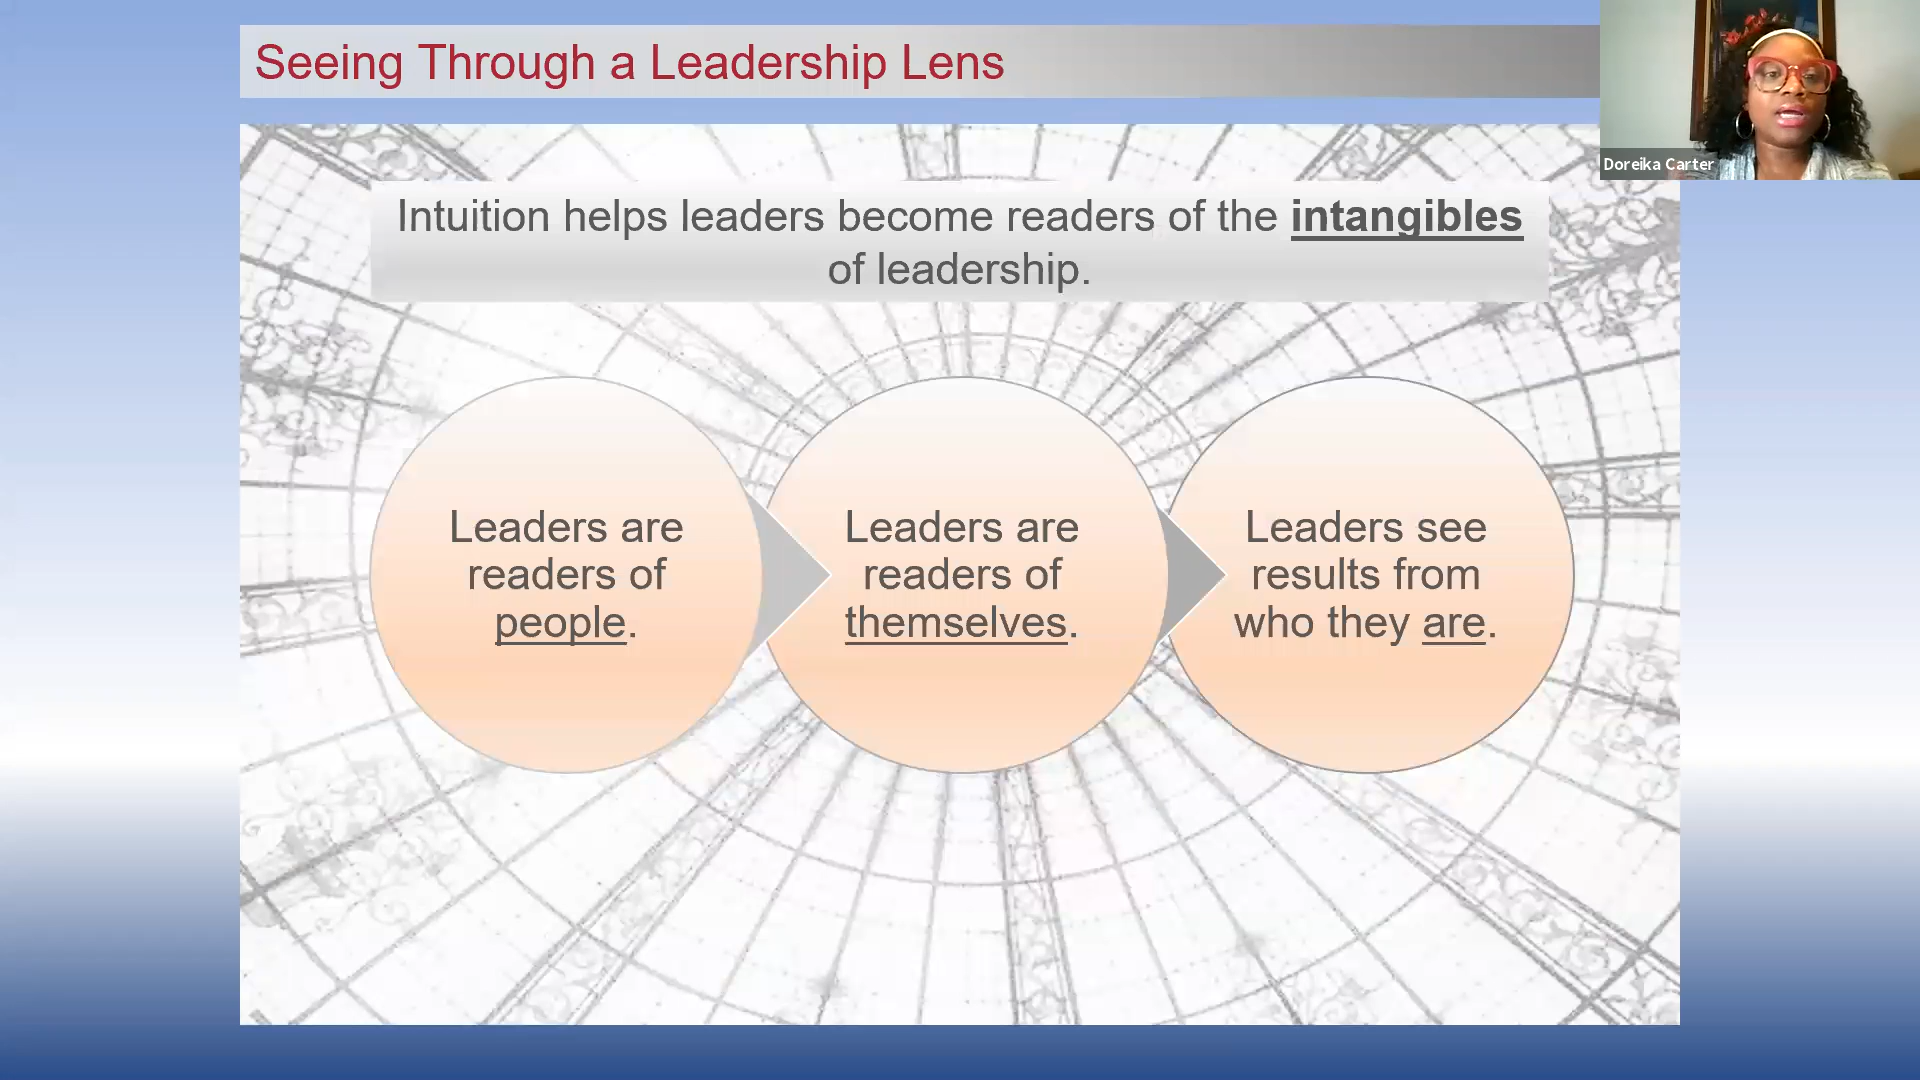 Seeing Through a Leadership Lens
Doreika Carter
Intuition helps leaders become readers of the intangibles
of leadership.
Leaders are
readers of
people.
Leaders are
readers of
themselves.
Leaders see
results from
who they are.